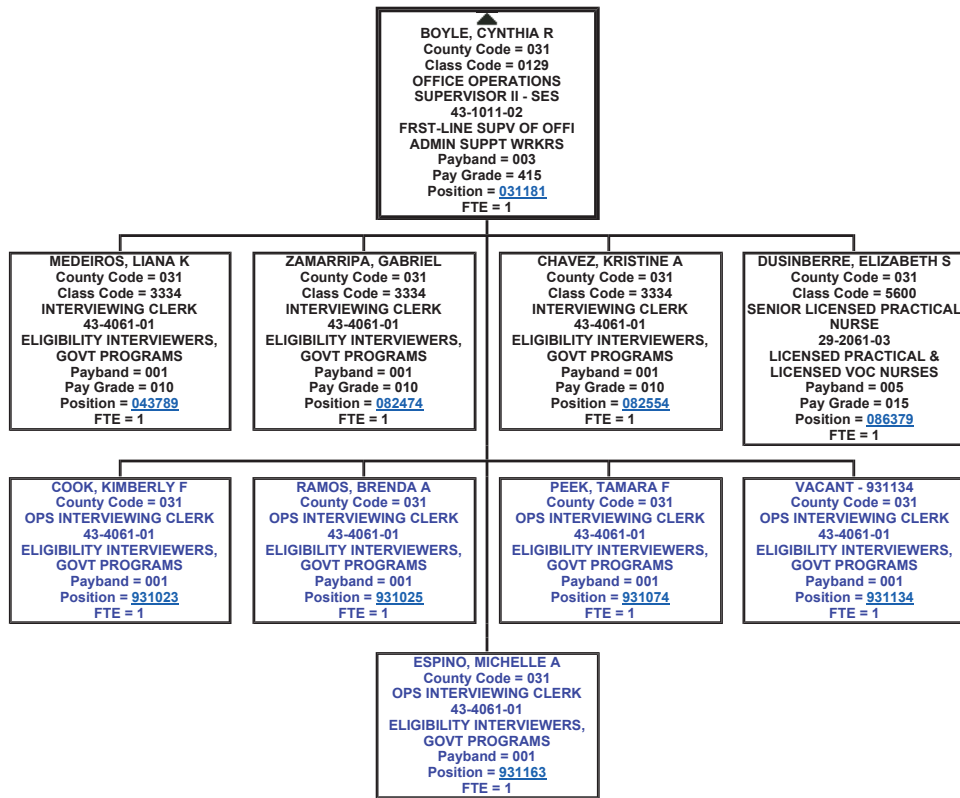 BOYLE, CYNTHIA R
County Code = 031
Class Code = 0129
OFFICE OPERATIONS
SUPERVISOR II - SES
43-1011-02
FRST-LINE SUPV OF OFFI
ADMIN SUPPT WRKRS
Payband = 003
Pay Grade = 415
Position = 031181
FTE = 1
MEDEIROS, LIANA K
County Code = 031
Class Code = 3334
INTERVIEWING CLERK
43-4061-01
ELIGIBILITY INTERVIEWERS,
GOVT PROGRAMS
Payband = 001
Pay Grade = 010
Position = 043789
FTE = 1
ZAMARRIPA, GABRIEL
County Code = 031
Class Code = 3334
INTERVIEWING CLERK
43-4061-01
ELIGIBILITY INTERVIEWERS,
GOVT PROGRAMS
Payband = 001
Pay Grade = 010
Position = 082474
FTE = 1
CHAVEZ, KRISTINE A
County Code = 031
Class Code = 3334
INTERVIEWING CLERK
43-4061-01
ELIGIBILITY INTERVIEWERS,
GOVT PROGRAMS
Payband = 001
Pay Grade = 010
Position = 082554
FTE = 1
DUSINBERRE, ELIZABETH S
County Code = 031
Class Code = 5600
SENIOR LICENSED PRACTICAL
NURSE
29-2061-03
LICENSED PRACTICAL &
LICENSED VOC NURSES
Payband = 005
Pay Grade = 015
Position = 086379
FTE = 1
COOK, KIMBERLY F
County Code = 031
OPS INTERVIEWING CLERK
43-4061-01
ELIGIBILITY INTERVIEWERS,
GOVT PROGRAMS
Payband = 001
Position = 931023
FTE = 1
RAMOS, BRENDA A
County Code = 031
OPS INTERVIEWING CLERK
43-4061-01
ELIGIBILITY INTERVIEWERS,
GOVT PROGRAMS
Payband = 001
Position = 931025
FTE = 1
PEEK, TAMARA F
County Code = 031
OPS INTERVIEWING CLERK
43-4061-01
ELIGIBILITY INTERVIEWERS,
GOVT PROGRAMS
Payband = 001
Position = 931074
FTE = 1
VACANT - 931134
County Code = 031
OPS INTERVIEWING CLERK
43-4061-01
ELIGIBILITY INTERVIEWERS,
GOVT PROGRAMS
Payband = 001
Position = 931134
FTE = 1
ESPINO, MICHELLE A
County Code = 031
OPS INTERVIEWING CLERK
43-4061-01
ELIGIBILITY INTERVIEWERS,
GOVT PROGRAMS
Payband = 001
Position = 931163
FTE = 1